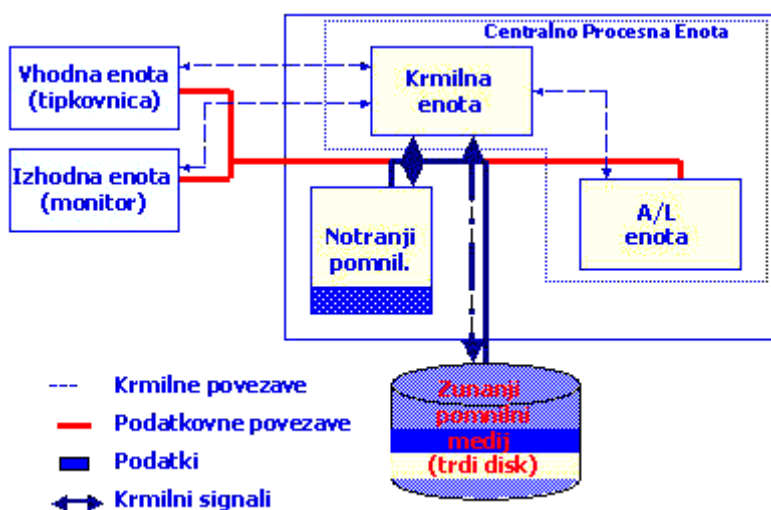 Centralno Procesna Enota
Vhodna enota
(tipkovnica)
Krmilna
enota
Izhodna enota
(monitor)
Notranji
pomnil.
A/L
enota
Zunanji
pomnilni
medij
(trdi disk)
Krmilne povezave
Podatkovne povezave
Podatki
Krmilni signali